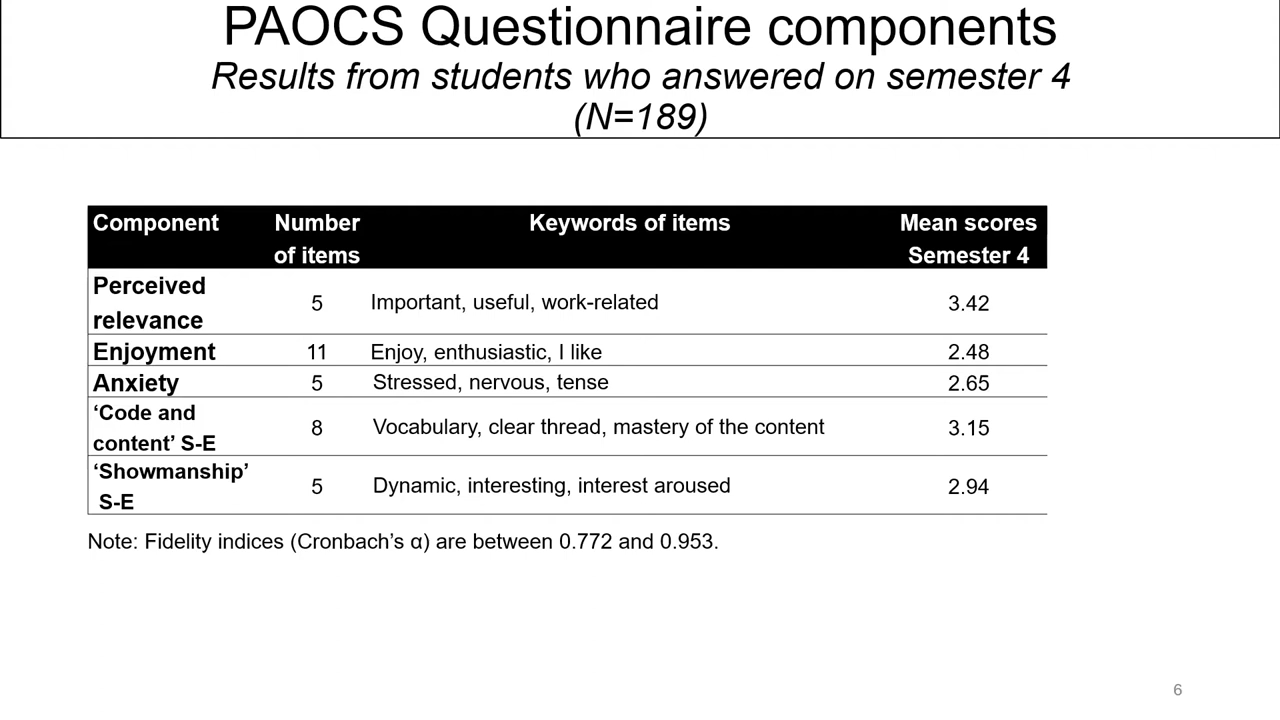 PAOCS Questionnaire components
Results from students who answered on semester 4
(N=189)
Component Number of items Keywords of items Mean scores Semester 4
Perceived relevance 5 Important, useful, work-related 3.42
Enjoyment 11 Enjoy, enthusiastic, I like 2.48
Anxiety 5 Stressed, nervous, tense 2.65
‘Code and content’ S-E 8 Vocabulary, clear thread, mastery of the content 3.15
‘Showmanship’ S-E 5 Dynamic, interesting, interest aroused 2.94
Note: Fidelity indices (Cronbach’s α) are between 0.772 and 0.953.
6